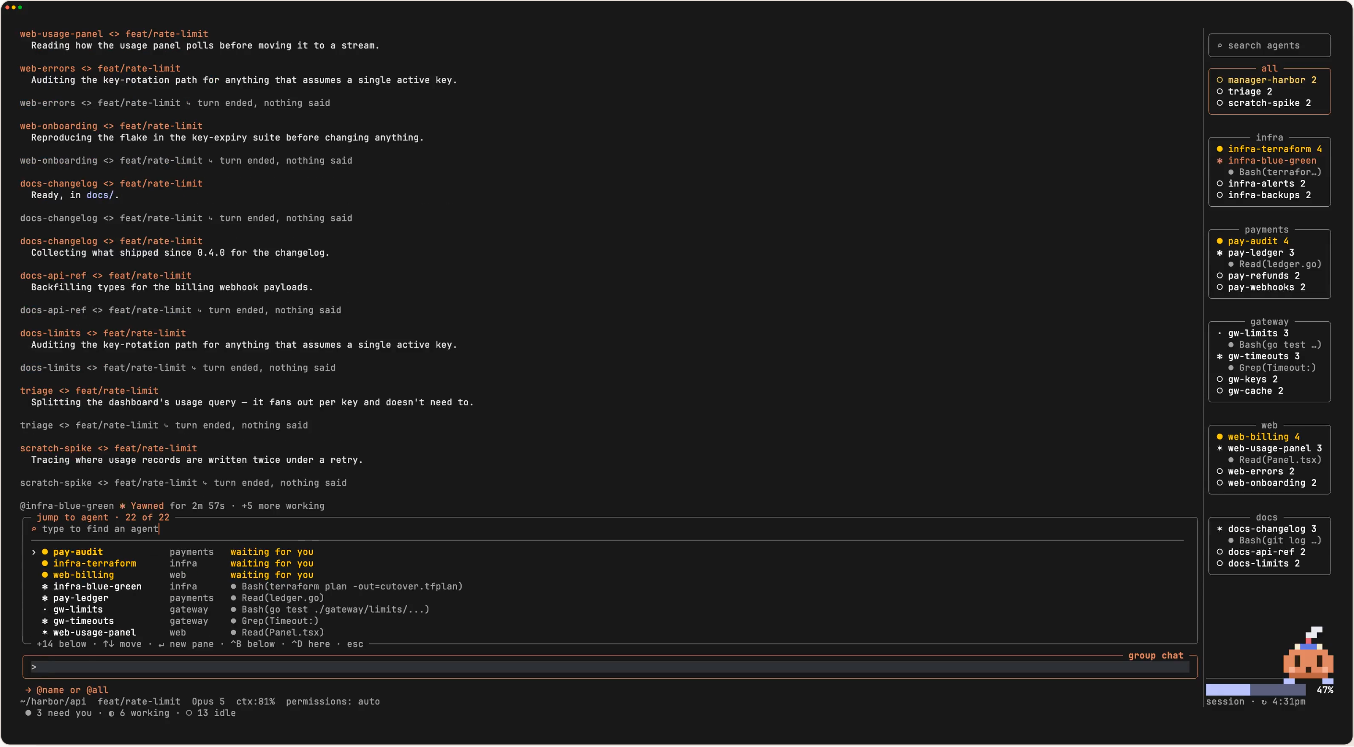 web-usage-panel <> feat/rate-limit
Reading how the usage panel polls before moving it to a stream.
web-errors <> feat/rate-limit
Auditing the key-rotation path for anything that assumes a single active key.
web-errors <> feat/rate-limit ⤷ turn ended, nothing said
web-onboarding <> feat/rate-limit
Reproducing the flake in the key-expiry suite before changing anything.
web-onboarding <> feat/rate-limit ⤷ turn ended, nothing said
docs-changelog <> feat/rate-limit
Ready, in docs/.
docs-changelog <> feat/rate-limit ⤷ turn ended, nothing said
docs-changelog <> feat/rate-limit
Collecting what shipped since 0.4.0 for the changelog.
docs-api-ref <> feat/rate-limit
Backfilling types for the billing webhook payloads.
docs-api-ref <> feat/rate-limit ⤷ turn ended, nothing said
docs-limits <> feat/rate-limit
Auditing the key-rotation path for anything that assumes a single active key.
docs-limits <> feat/rate-limit ⤷ turn ended, nothing said
triage <> feat/rate-limit
Splitting the dashboard's usage query — it fans out per key and doesn't need to.
triage <> feat/rate-limit ⤷ turn ended, nothing said
scratch-spike <> feat/rate-limit
Tracing where usage records are written twice under a retry.
scratch-spike <> feat/rate-limit ⤷ turn ended, nothing said
@infra-blue-green ✱ Yawned for 2m 57s · +5 more working
jump to agent · 22 of 22
⌕ type to find an agent
❯ ● pay-audit payments waiting for you
● infra-terraform infra waiting for you
● web-billing web waiting for you
✱ infra-blue-green infra ● Bash(terraform plan -out=cutover.tfplan)
✱ pay-ledger payments ● Read(ledger.go)
· gw-limits gateway ● Bash(go test ./gateway/limits/...)
✱ gw-timeouts gateway ● Grep(Timeout:)
✶ web-usage-panel web ● Read(Panel.tsx)
+14 below · ↑↓ move · ↵ new pane · ^B below · ^D here · esc
group chat
>
→ @name or @all
~/harbor/api feat/rate-limit Opus 5 ctx:81% permissions: auto
● 3 need you · ◐ 6 working · ○ 13 idle
⌕ search agents
all
○ manager-harbor 2
○ triage 2
○ scratch-spike 2
infra
● infra-terraform 4
✱ infra-blue-green
● Bash(terrafor…)
○ infra-alerts 2
○ infra-backups 2
payments
● pay-audit 4
✱ pay-ledger 3
● Read(ledger.go)
○ pay-refunds 2
○ pay-webhooks 2
gateway
· gw-limits 3
● Bash(go test …)
✱ gw-timeouts 3
● Grep(Timeout:)
○ gw-keys 2
○ gw-cache 2
web
● web-billing 4
✶ web-usage-panel 3
● Read(Panel.tsx)
○ web-errors 2
○ web-onboarding 2
docs
✶ docs-changelog 3
● Bash(git log …)
○ docs-api-ref 2
○ docs-limits 2
47%
session · ↻ 4:31pm